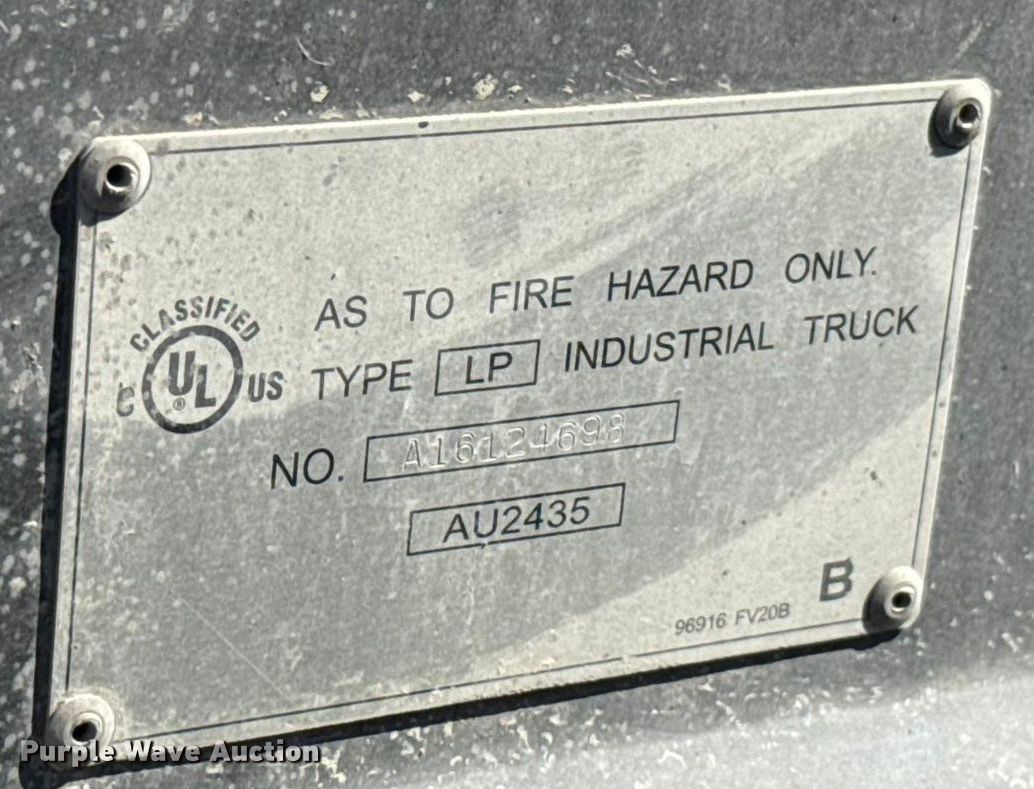 AS TO FIRE HAZARD ONLY.
CLASSIFIED
C UL ® US TYPE LP INDUSTRIAL TRUCK
NO. A16124698
AU2435
B
96916 FV20B
Purple Wave Auction